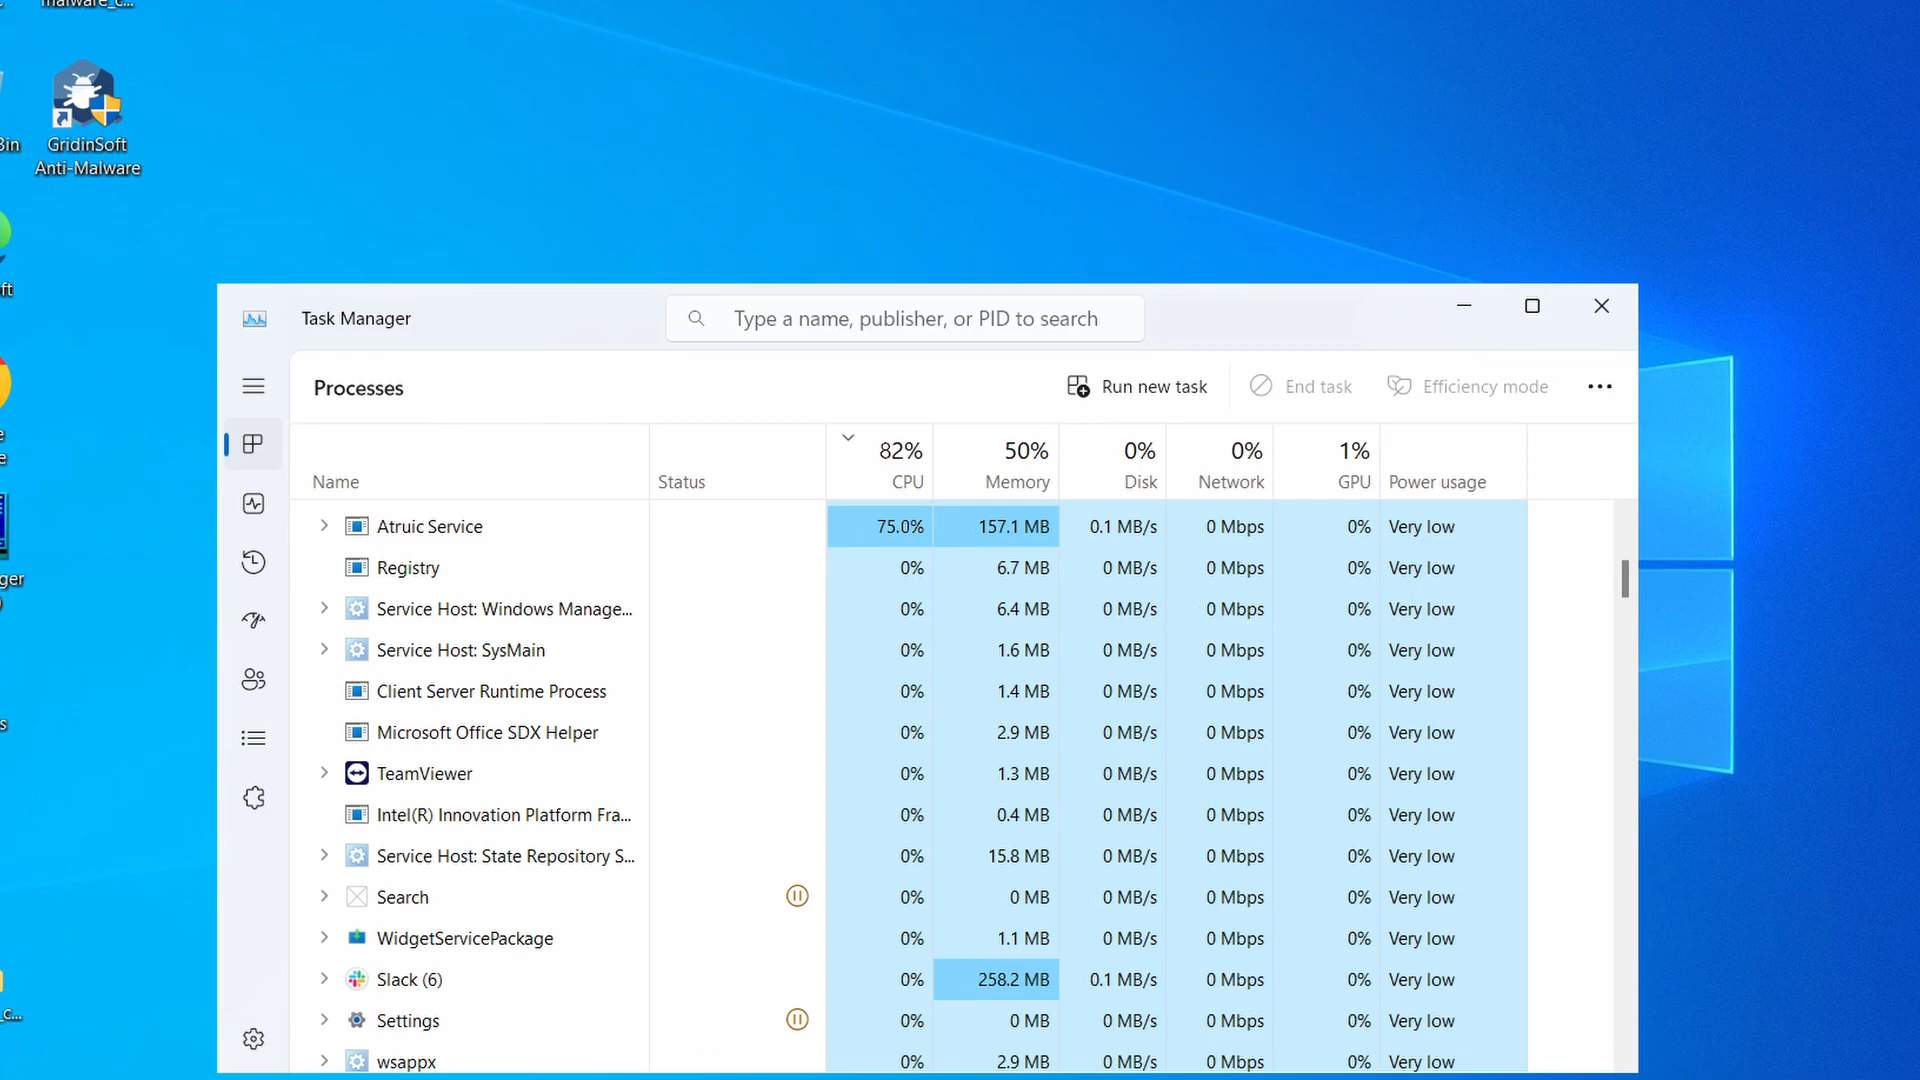 malware_c...
Bin
GridinSoft
Anti-Malware
ft
e
e
ger
)
s
_c...
Task Manager
Type a name, publisher, or PID to search
Processes
Run new task
End task
Efficiency mode
Name Status 82% CPU 50% Memory 0% Disk 0% Network 1% GPU Power usage
Atruic Service 75.0% 157.1 MB 0.1 MB/s 0 Mbps 0% Very low
Registry 0% 6.7 MB 0 MB/s 0 Mbps 0% Very low
Service Host: Windows Manage... 0% 6.4 MB 0 MB/s 0 Mbps 0% Very low
Service Host: SysMain 0% 1.6 MB 0 MB/s 0 Mbps 0% Very low
Client Server Runtime Process 0% 1.4 MB 0 MB/s 0 Mbps 0% Very low
Microsoft Office SDX Helper 0% 2.9 MB 0 MB/s 0 Mbps 0% Very low
TeamViewer 0% 1.3 MB 0 MB/s 0 Mbps 0% Very low
Intel(R) Innovation Platform Fra... 0% 0.4 MB 0 MB/s 0 Mbps 0% Very low
Service Host: State Repository S... 0% 15.8 MB 0 MB/s 0 Mbps 0% Very low
Search 0% 0 MB 0 MB/s 0 Mbps 0% Very low
WidgetServicePackage 0% 1.1 MB 0 MB/s 0 Mbps 0% Very low
Slack (6) 0% 258.2 MB 0.1 MB/s 0 Mbps 0% Very low
Settings 0% 0 MB 0 MB/s 0 Mbps 0% Very low
wsappx 0% 2.9 MB 0 MB/s 0 Mbps 0% Very low